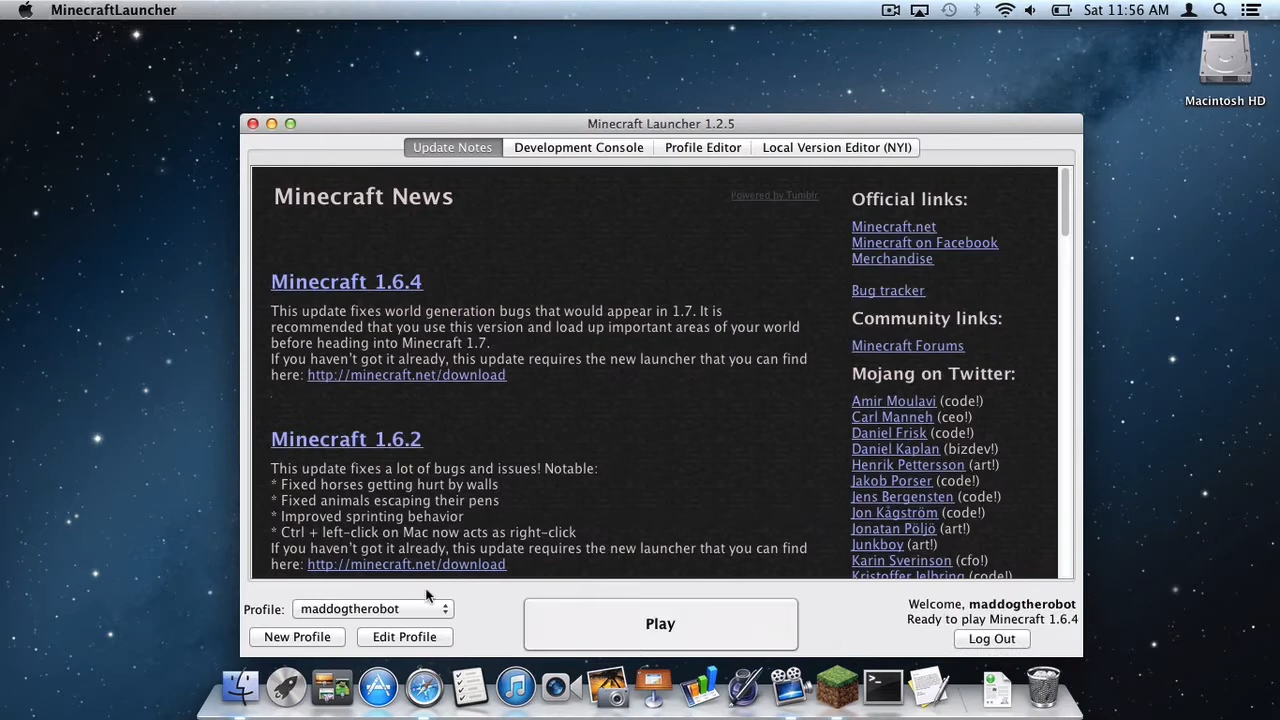 MinecraftLauncher
Sat 11:56 AM
Macintosh HD
Minecraft Launcher 1.2.5
Update Notes
Development Console
Profile Editor
Local Version Editor (NYI)
Minecraft News
Powered by Tumblr
Minecraft 1.6.4
This update fixes world generation bugs that would appear in 1.7. It is
recommended that you use this version and load up important areas of your world
before heading into Minecraft 1.7.
If you haven't got it already, this update requires the new launcher that you can find
here: http://minecraft.net/download
Minecraft 1.6.2
This update fixes a lot of bugs and issues! Notable:
* Fixed horses getting hurt by walls
* Fixed animals escaping their pens
* Improved sprinting behavior
* Ctrl + left-click on Mac now acts as right-click
If you haven't got it already, this update requires the new launcher that you can find
here: http://minecraft.net/download
Official links:
Minecraft.net
Minecraft on Facebook
Merchandise
Bug tracker
Community links:
Minecraft Forums
Mojang on Twitter:
Amir Moulavi (code!)
Carl Manneh (ceo!)
Daniel Frisk (code!)
Daniel Kaplan (bizdev!)
Henrik Pettersson (art!)
Jakob Porser (code!)
Jens Bergensten (code!)
Jon Kågström (code!)
Jonatan Pöljö (art!)
Junkboy (art!)
Karin Sverinson (cfo!)
Kristoffer Jelbring (code!)
Profile: maddogtherobot
New Profile
Edit Profile
Play
Welcome, maddogtherobot
Ready to play Minecraft 1.6.4
Log Out